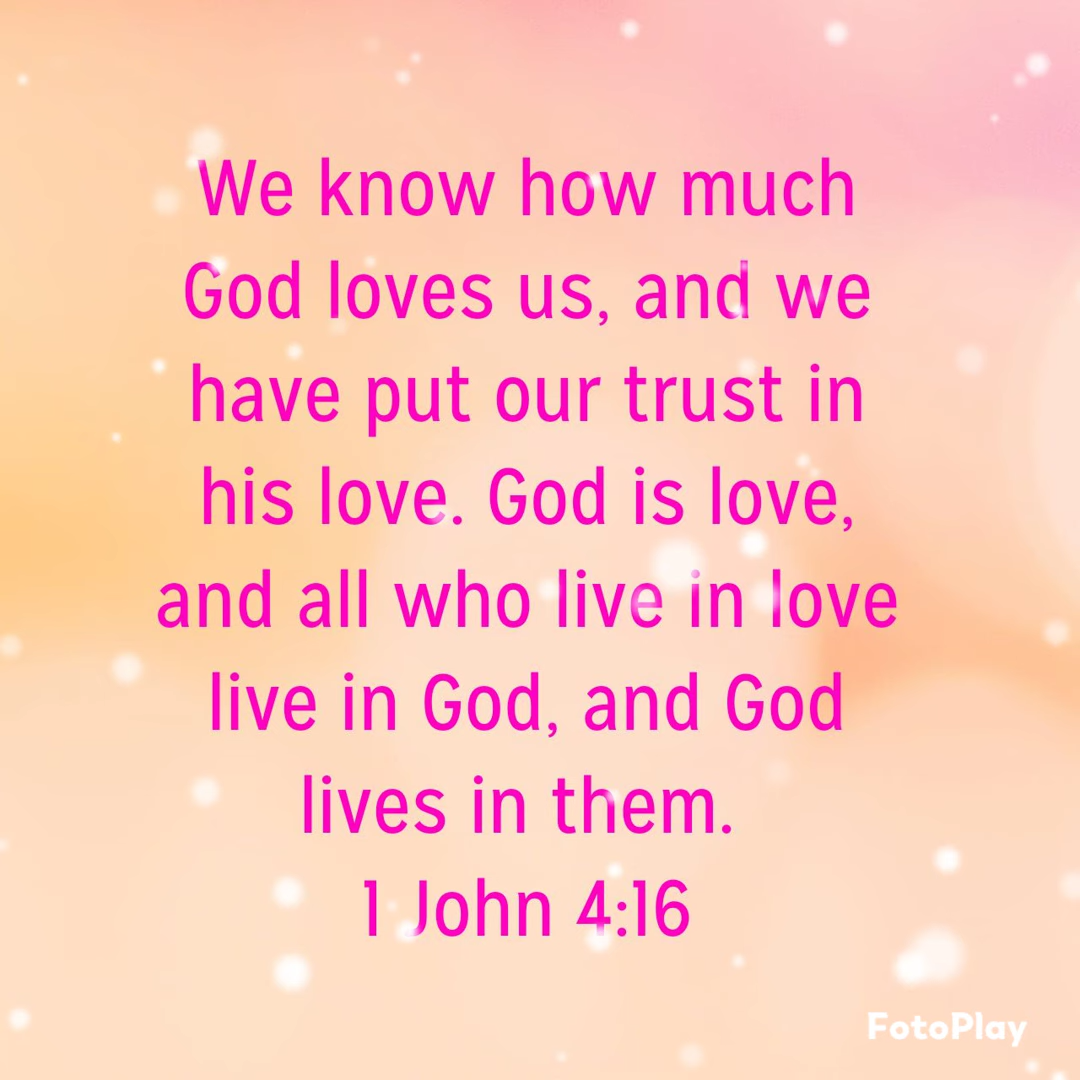 We know how much
God loves us, and we
have put our trust in
his love. God is love,
and all who live in love
live in God, and God
lives in them.
1 John 4:16
FotoPlay